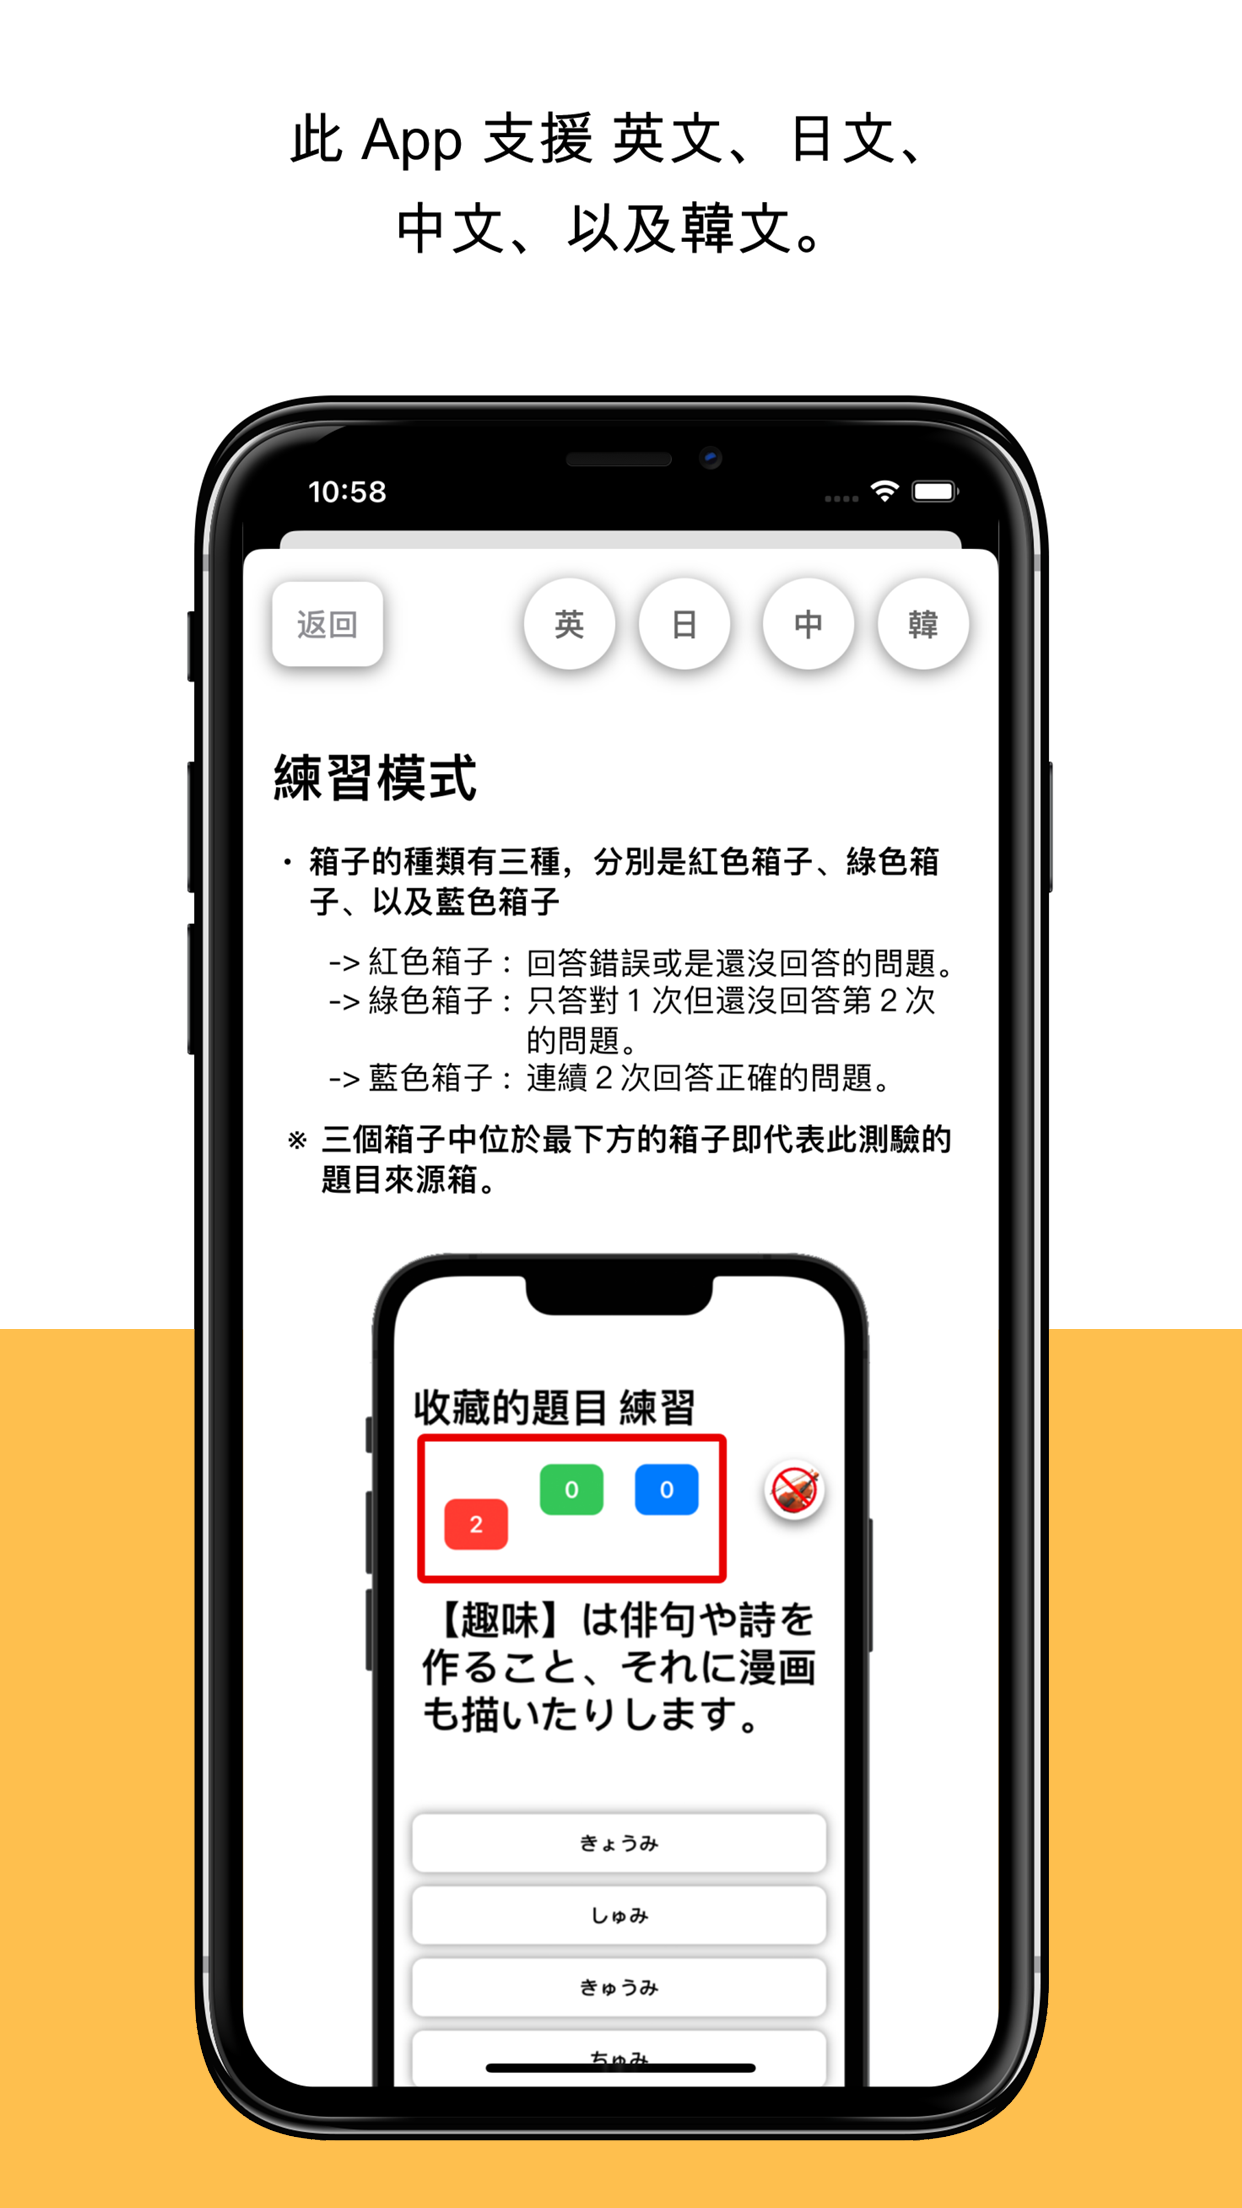 此 App 支援 英文、日文、
中文、以及韓文。
10:58
返回
英
日
中
韓
練習模式
・箱子的種類有三種，分別是紅色箱子、綠色箱
子、以及藍色箱子
-> 紅色箱子： 回答錯誤或是還沒回答的問題。
-> 綠色箱子： 只答對 1 次但還沒回答第 2 次
的問題。
-> 藍色箱子： 連續 2 次回答正確的問題。
※ 三個箱子中位於最下方的箱子即代表此測驗的
題目來源箱。
收藏的題目 練習
2
0
0
【趣味】は俳句や詩を
作ること、それに漫画
も描いたりします。
きょうみ
しゅみ
きゅうみ
ちゅみ